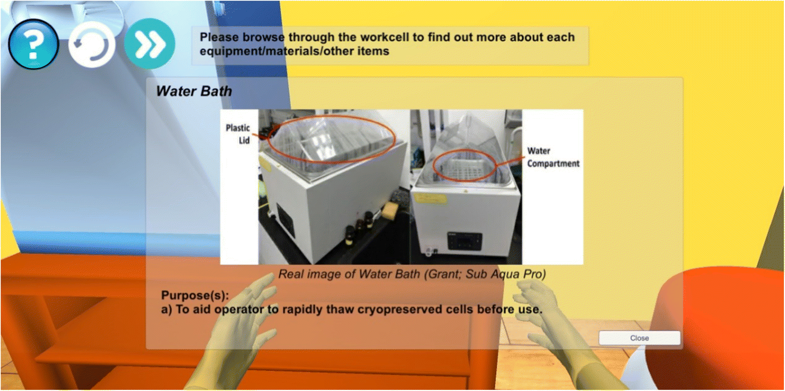 ?
Please browse through the workcell to find out more about each
equipment/materials/other items
Water Bath
Plastic
Lid
Water
Compartment
Real image of Water Bath (Grant; Sub Aqua Pro)
Purpose(s):
a) To aid operator to rapidly thaw cryopreserved cells before use.
Close